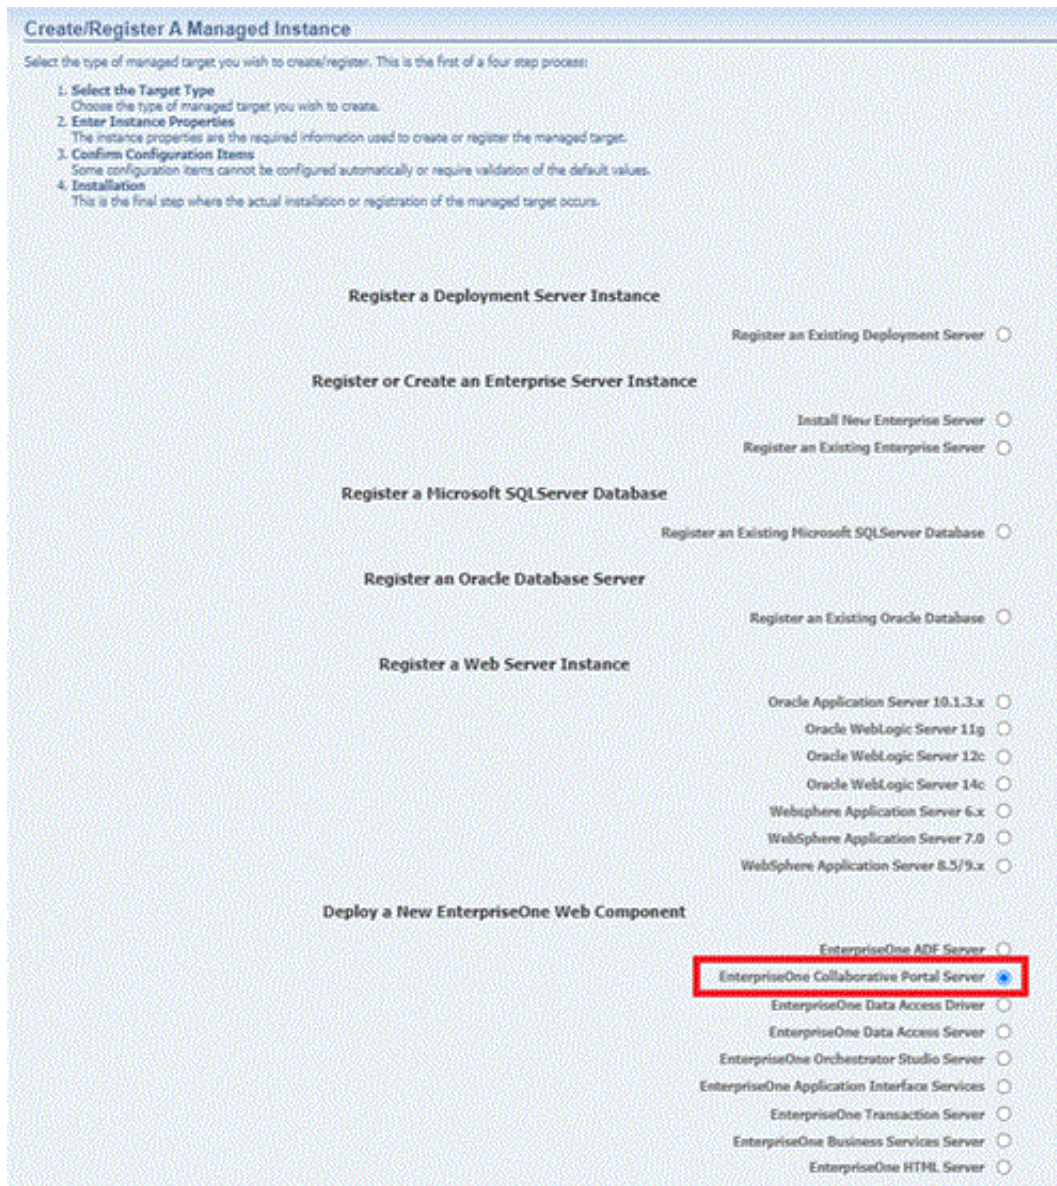 Create/Register A Managed Instance
Select the type of managed target you wish to create/register. This is the first of a four step process:
1. Select the Target Type
Choose the type of managed target you wish to create.
2. Enter Instance Properties
The instance properties are the required information used to create or register the managed target.
3. Confirm Configuration Items
Some configuration items cannot be configured automatically or require validation of the default values.
4. Installation
This is the final step where the actual installation or registration of the managed target occurs.
Register a Deployment Server Instance
Register an Existing Deployment Server
Register or Create an Enterprise Server Instance
Install New Enterprise Server
Register an Existing Enterprise Server
Register a Microsoft SQLServer Database
Register an Existing Microsoft SQLServer Database
Register an Oracle Database Server
Register an Existing Oracle Database
Register a Web Server Instance
Oracle Application Server 10.1.3.x
Oracle WebLogic Server 11g
Oracle WebLogic Server 12c
Oracle WebLogic Server 14c
Websphere Application Server 6.x
WebSphere Application Server 7.0
WebSphere Application Server 8.5/9.x
Deploy a New EnterpriseOne Web Component
EnterpriseOne ADF Server
EnterpriseOne Collaborative Portal Server
EnterpriseOne Data Access Driver
EnterpriseOne Data Access Server
EnterpriseOne Orchestrator Studio Server
EnterpriseOne Application Interface Services
EnterpriseOne Transaction Server
EnterpriseOne Business Services Server
EnterpriseOne HTML Server